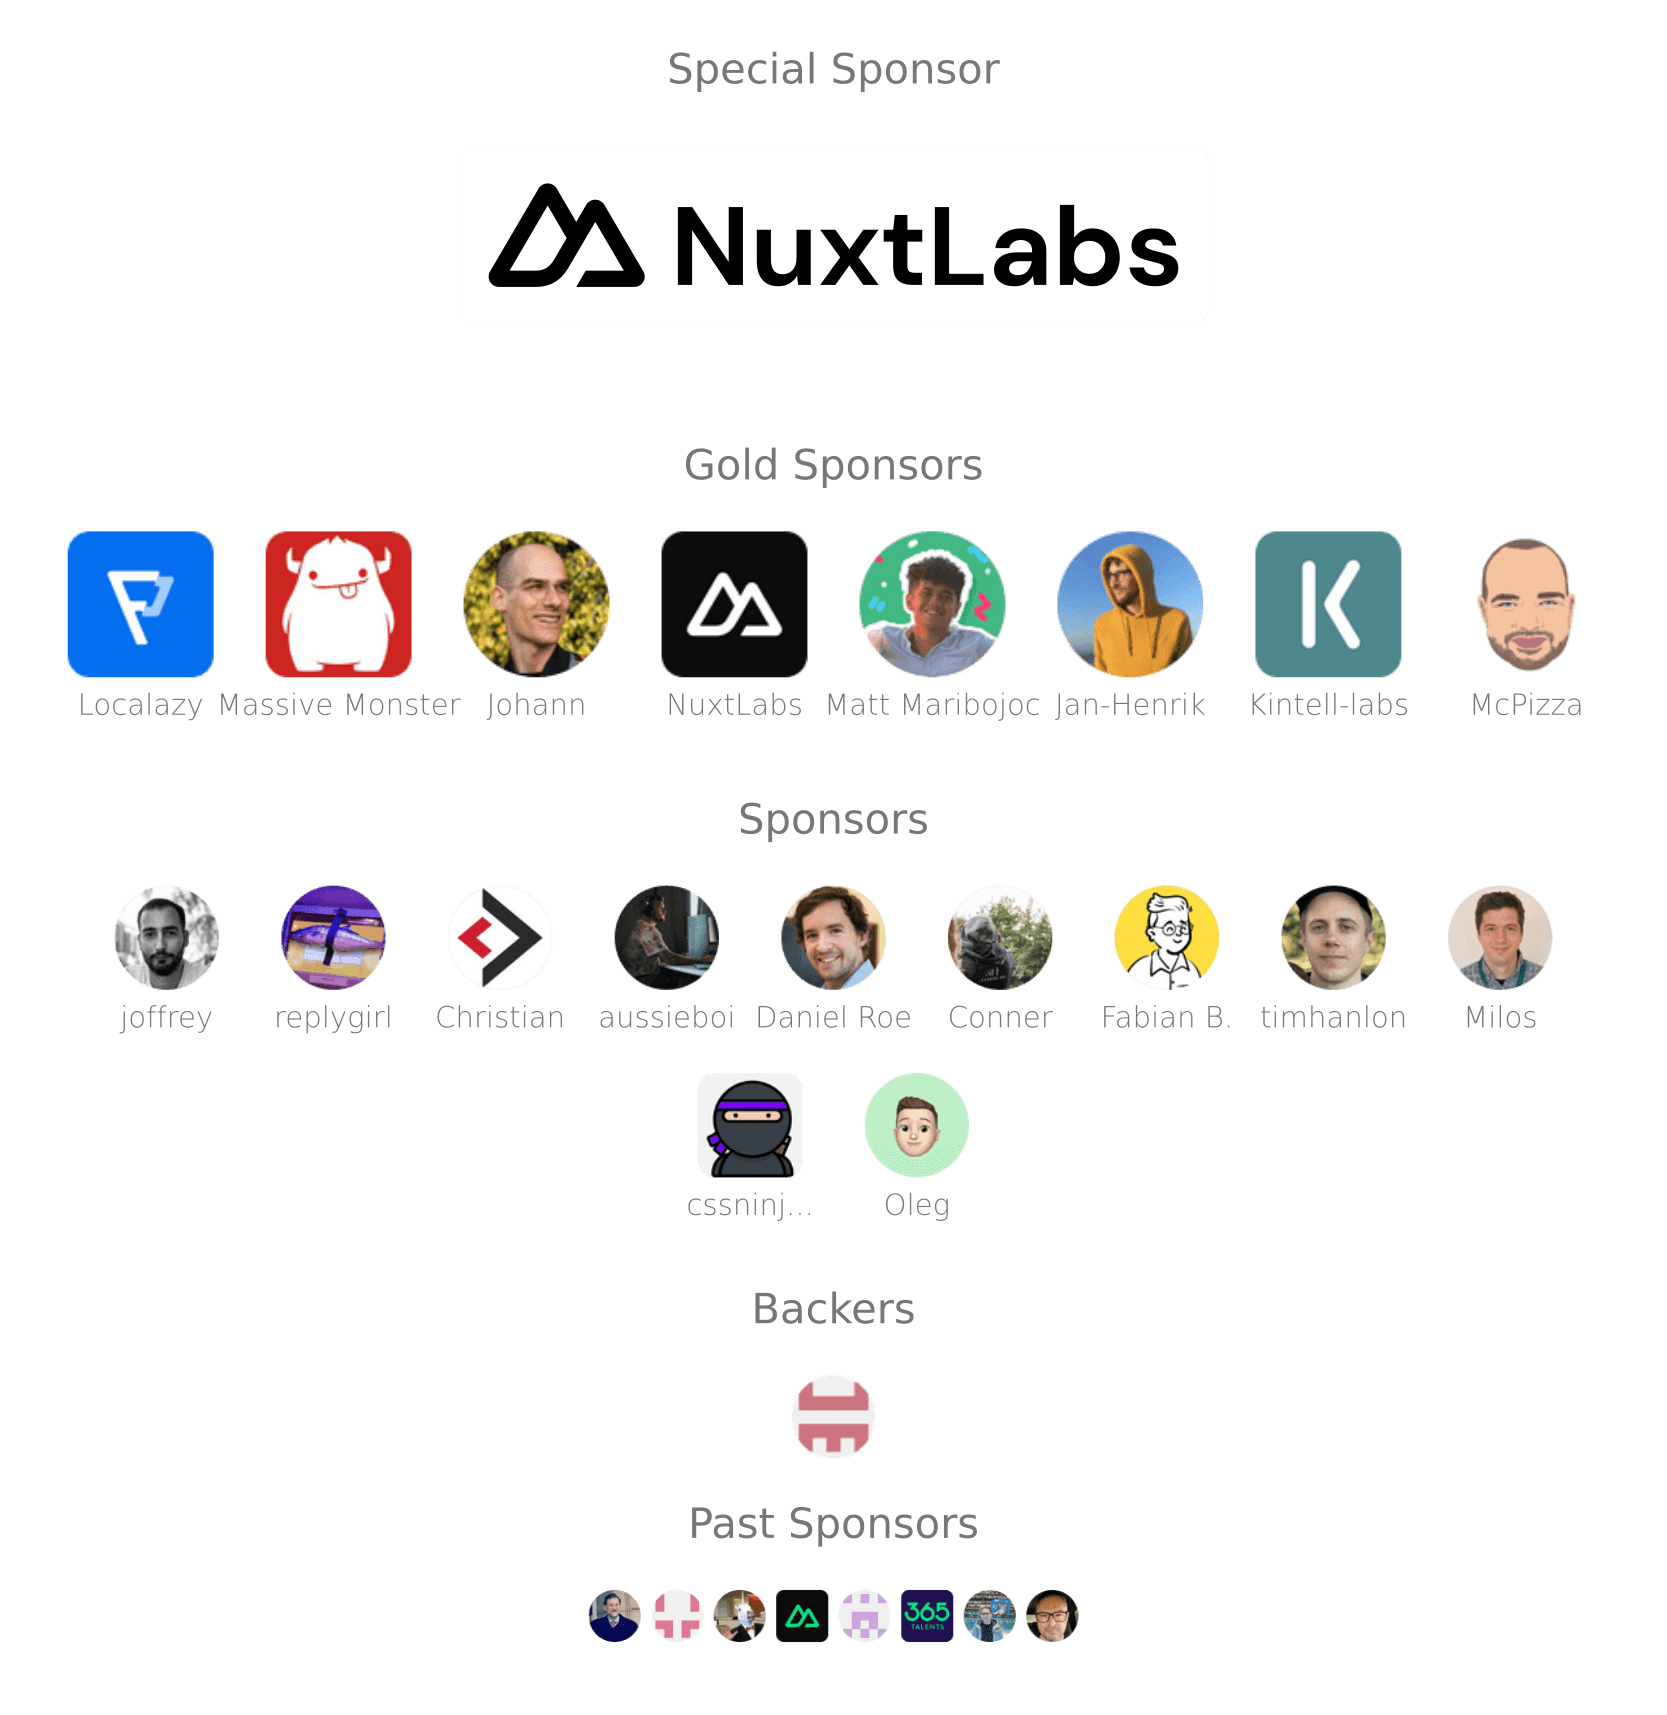 Special Sponsor
NuxtLabs
Gold Sponsors
Localazy Massive Monster Johann NuxtLabs Matt Maribojoc Jan-Henrik Kintell-labs McPizza
Sponsors
joffrey replygirl Christian aussieboi Daniel Roe Conner Fabian B. timhanlon Milos
cssninj... Oleg
Backers
Past Sponsors
365
TALENTS